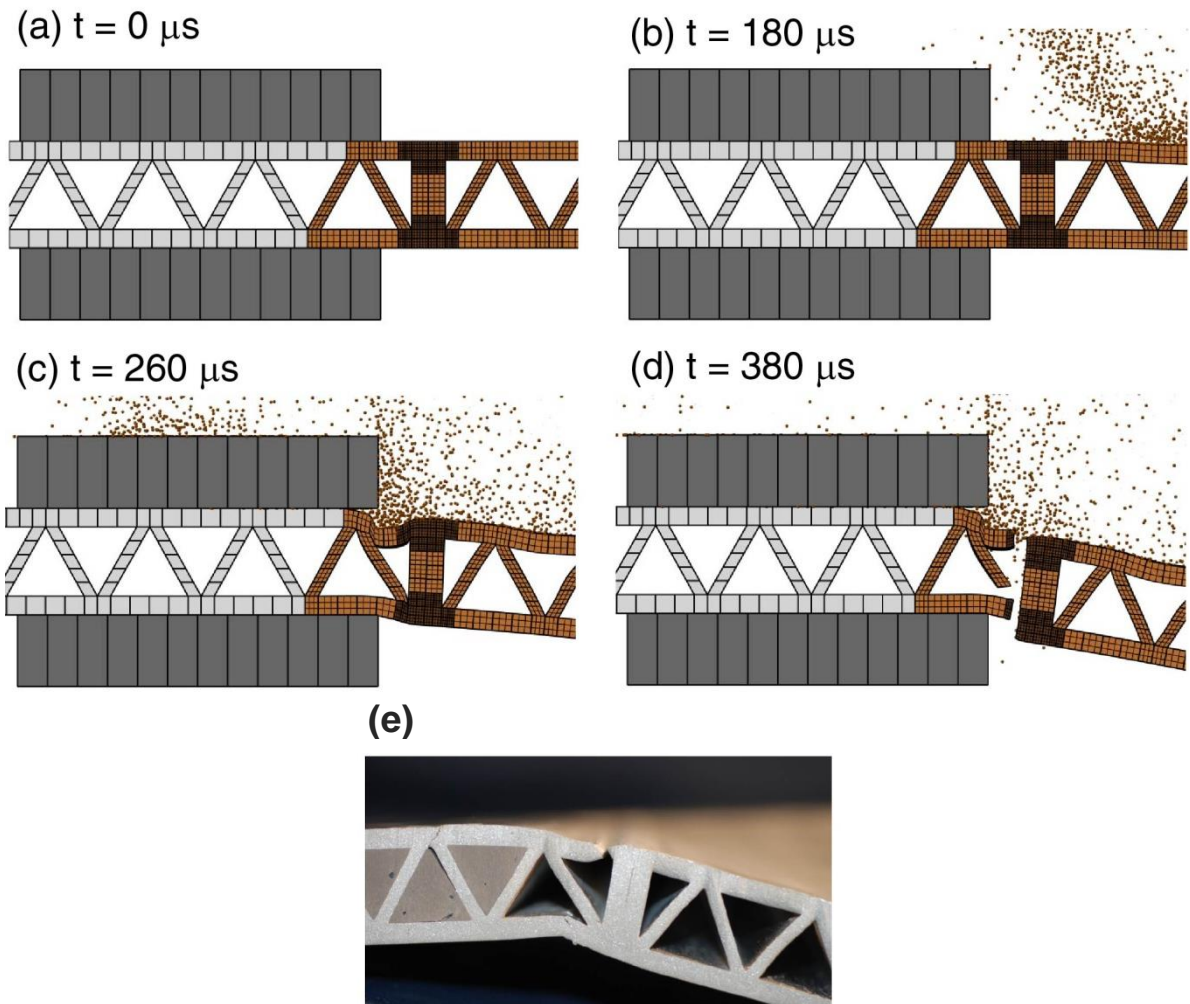 (a) t = 0 μs
(b) t = 180 μs
(c) t = 260 μs
(d) t = 380 μs
(e)